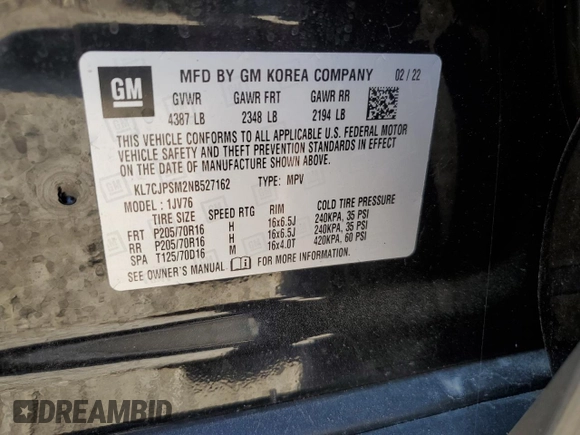 GM
MFD BY GM KOREA COMPANY 02 / 22
GVWR GAWR FRT GAWR RR
4387 LB 2348 LB 2194 LB
THIS VEHICLE CONFORMS TO ALL APPLICABLE U.S. FEDERAL MOTOR
VEHICLE SAFETY AND THEFT PREVENTION STANDARDS IN EFFECT
ON THE DATE OF MANUFACTURE SHOWN ABOVE.
KL7CJPSM2NB527162 TYPE: MPV
MODEL: 1JV76
TIRE SIZE SPEED RTG RIM COLD TIRE PRESSURE
FRT P205/70R16 H 16x6.5J 240KPA, 35 PSI
RR P205/70R16 H 16x6.5J 240KPA, 35 PSI
SPA T125/70D16 M 16x4.0T 420KPA, 60 PSI
SEE OWNER'S MANUAL FOR MORE INFORMATION.
DREAMBID